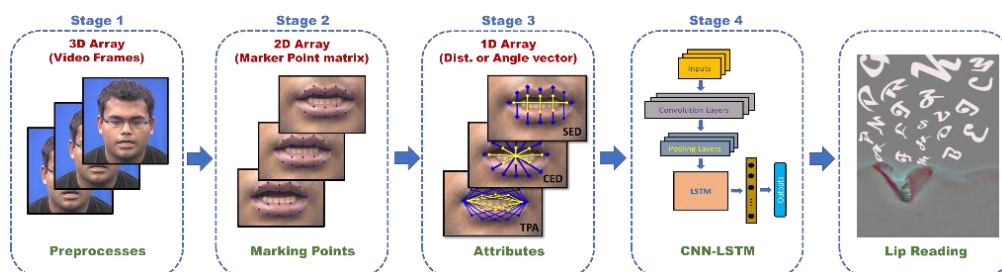 Stage 1
3D Array
(Video Frames)
Preprocesses
Stage 2
2D Array
(Marker Point matrix)
Marking Points
Stage 3
1D Array
(Dist. or Angle vector)
SED
CED
TPA
Attributes
Stage 4
Inputs
Convolution Layers
Pooling Layers
LSTM
Outputs
CNN-LSTM
Lip Reading